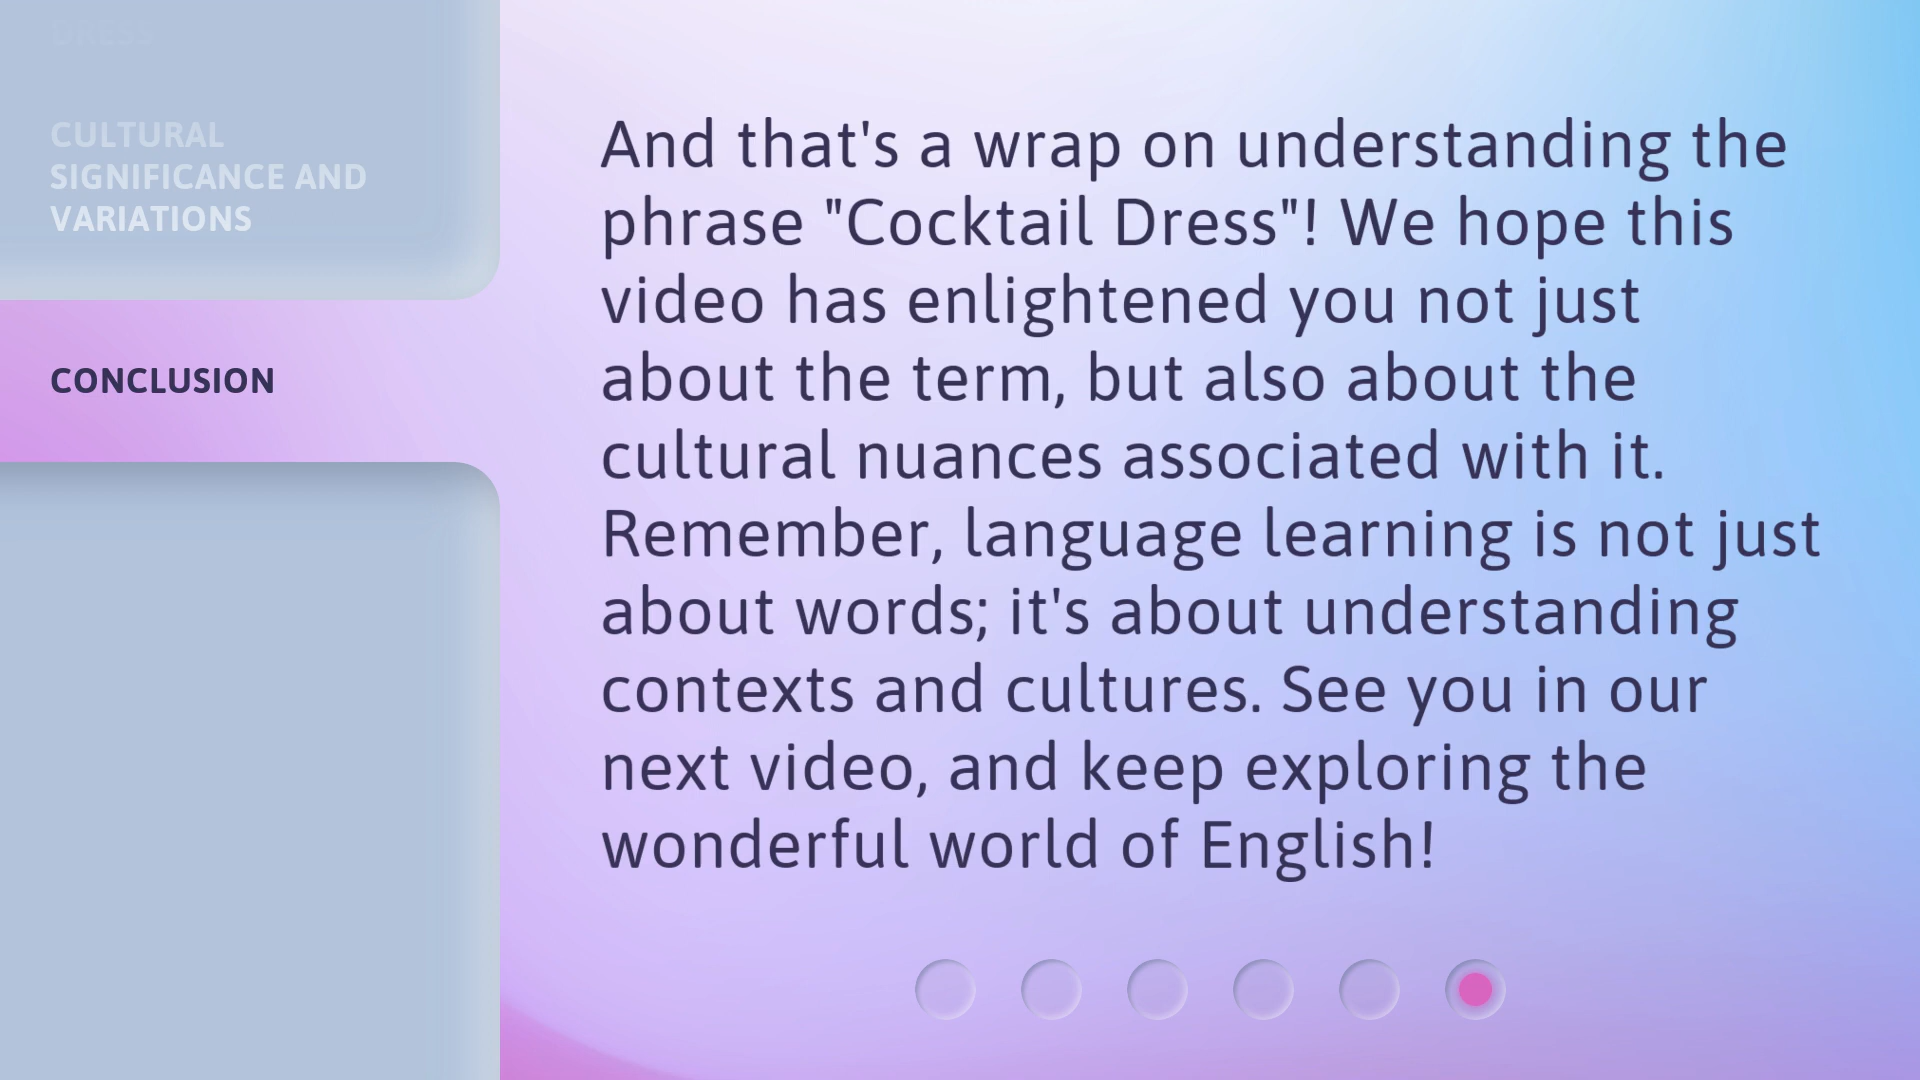 DRESS
CULTURAL
SIGNIFICANCE AND
VARIATIONS
CONCLUSION
And that's a wrap on understanding the
phrase "Cocktail Dress"! We hope this
video has enlightened you not just
about the term, but also about the
cultural nuances associated with it.
Remember, language learning is not just
about words; it's about understanding
contexts and cultures. See you in our
next video, and keep exploring the
wonderful world of English!